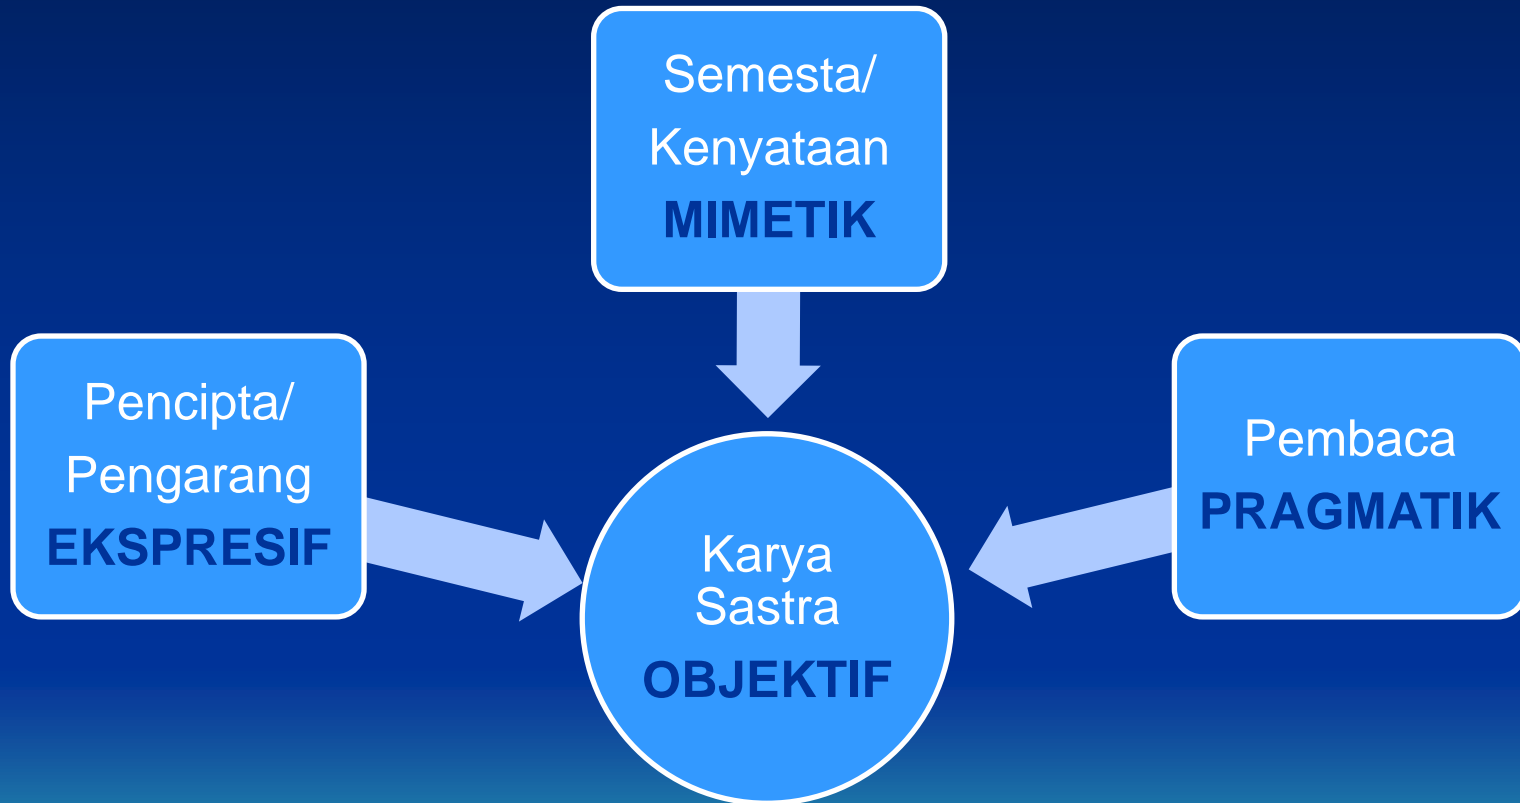 Semesta/
Kenyataan
MIMETIK
Pencipta/
Pengarang
EKSPRESIF
Pembaca
PRAGMATIK
Karya
Sastra
OBJEKTIF